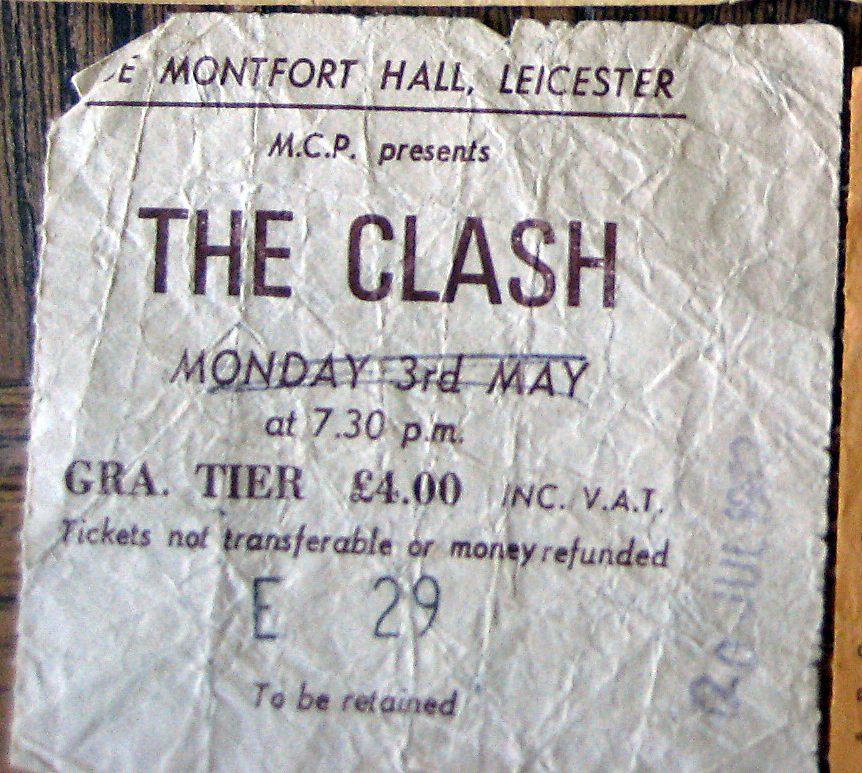 DE MONTFORT HALL, LEICESTER
M.C.P. presents
THE CLASH
MONDAY 3rd MAY
at 7.30 p.m.
GRA. TIER £4.00 INC. V.A.T.
Tickets not transferable or money refunded
E 29
To be retained
JUL